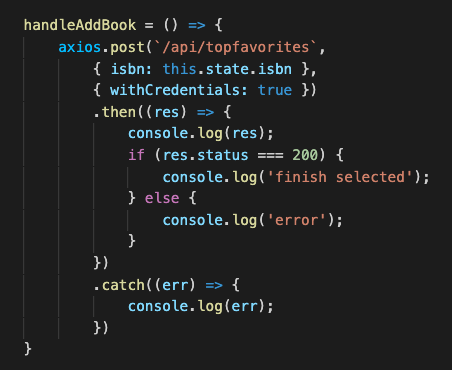 handleAddBook = () => {
    axios.post(`/api/topfavorites`,
        { isbn: this.state.isbn },
        { withCredentials: true })
        .then((res) => {
            console.log(res);
            if (res.status === 200) {
                console.log('finish selected');
            } else {
                console.log('error');
            }
        })
        .catch((err) => {
            console.log(err);
        })
}